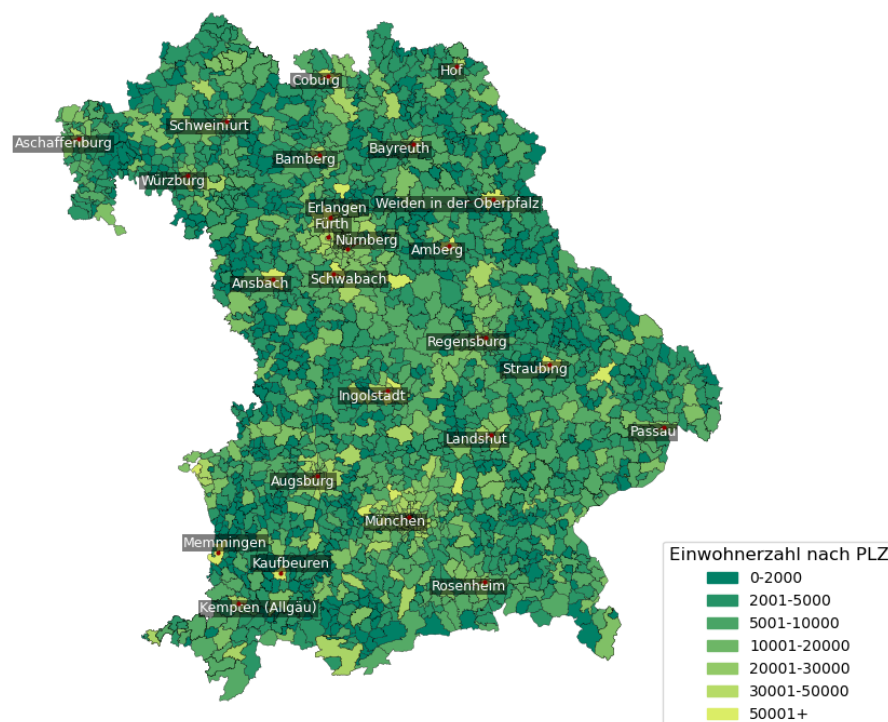 Coburg
Hof
Schweinfurt
Aschaffenburg
Bamberg
Bayreuth
Würzburg
Erlangen
Weiden in der Oberpfalz
Fürth
Nürnberg
Amberg
Ansbach
Schwabach
Regensburg
Straubing
Ingolstadt
Landshut
Passau
Augsburg
München
Memmingen
Kaufbeuren
Rosenheim
Kempten (Allgäu)
Einwohnerzahl nach PLZ
0-2000
2001-5000
5001-10000
10001-20000
20001-30000
30001-50000
50001+